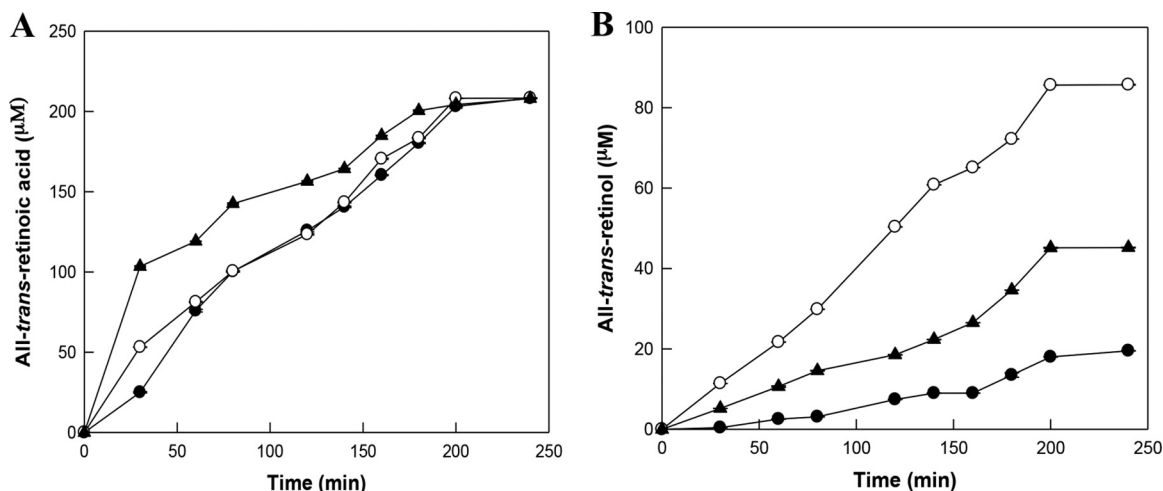 A
All-trans-retinoic acid (μM)
250
200
150
100
50
0
0 50 100 150 200 250
Time (min)
B
All-trans-retinol (μM)
100
80
60
40
20
0
0 50 100 150 200 250
Time (min)